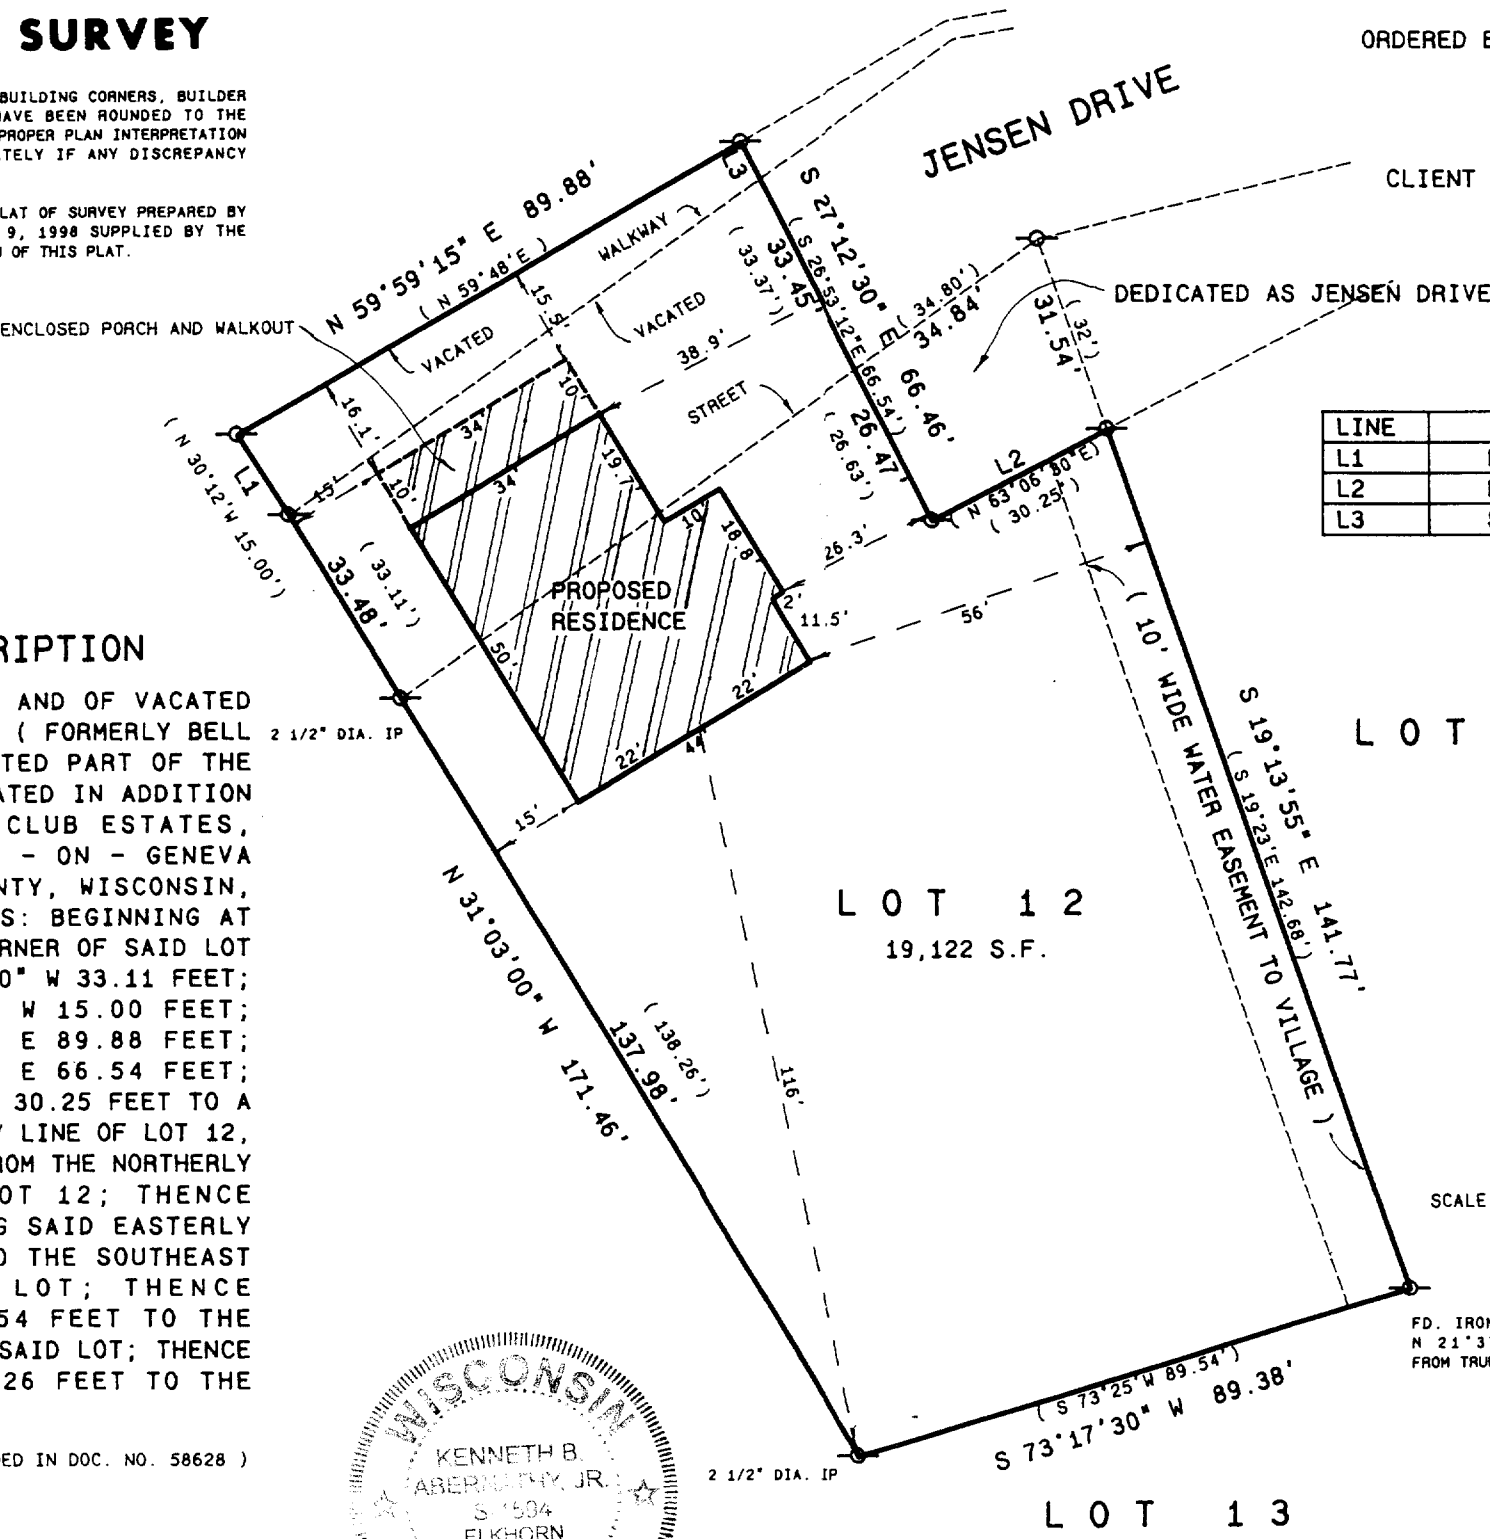 SURVEY
ORDERED B
BUILDING CORNERS, BUILDER
HAVE BEEN ROUNDED TO THE
PROPER PLAN INTERPRETATION
TELY IF ANY DISCREPANCY
LAT OF SURVEY PREPARED BY
9, 1998 SUPPLIED BY THE
OF THIS PLAT.
JENSEN DRIVE
CLIENT
DEDICATED AS JENSEN DRIVE
ENCLOSED PORCH AND WALKOUT
N 59°59'15" E 89.88'
( N 59°48'E )
WALKWAY
VACATED
VACATED
STREET
L3
S 27°12'30" E 66.46'
( S 26°53'12"E 66.54')
33.45'
( 33.37')
26.47'
( 26.63')
( 34.80')
34.84'
31.54'
( 32')
15.5'
38.9'
16.1'
10'
34'
34'
10'
19.7'
10'
18.8'
2'
11.5'
26.3'
56'
L2
( N 63°06'30"E)
( 30.25')
LINE
L1
L2
L3
L1
( N 30°12'W 15.00')
15'
33.48'
( 33.11')
PROPOSED
RESIDENCE
50'
22'
22'
44'
15'
2 1/2" DIA. IP
RIPTION
AND OF VACATED
( FORMERLY BELL
TED PART OF THE
ATED IN ADDITION
CLUB ESTATES,
- ON - GENEVA
NTY, WISCONSIN,
S: BEGINNING AT
RNER OF SAID LOT
0" W 33.11 FEET;
W 15.00 FEET;
E 89.88 FEET;
E 66.54 FEET;
30.25 FEET TO A
Y LINE OF LOT 12,
ROM THE NORTHERLY
OT 12; THENCE
G SAID EASTERLY
O THE SOUTHEAST
LOT; THENCE
54 FEET TO THE
SAID LOT; THENCE
26 FEET TO THE
ED IN DOC. NO. 58628 )
N 31°03'00" W 171.46'
137.98'
( 138.26')
116'
LOT 12
19,122 S.F.
( 10' WIDE WATER EASEMENT TO VILLAGE )
S 19°13'55" E 141.77'
( S 19°23'E 142.68')
LOT
SCALE
FD. IRON
N 21°3
FROM TRU
( S 73°25'W 89.54')
S 73°17'30" W 89.38'
2 1/2" DIA. IP
LOT 13
WISCONSIN
KENNETH B.
ABERNATHY, JR.
ELKHORN